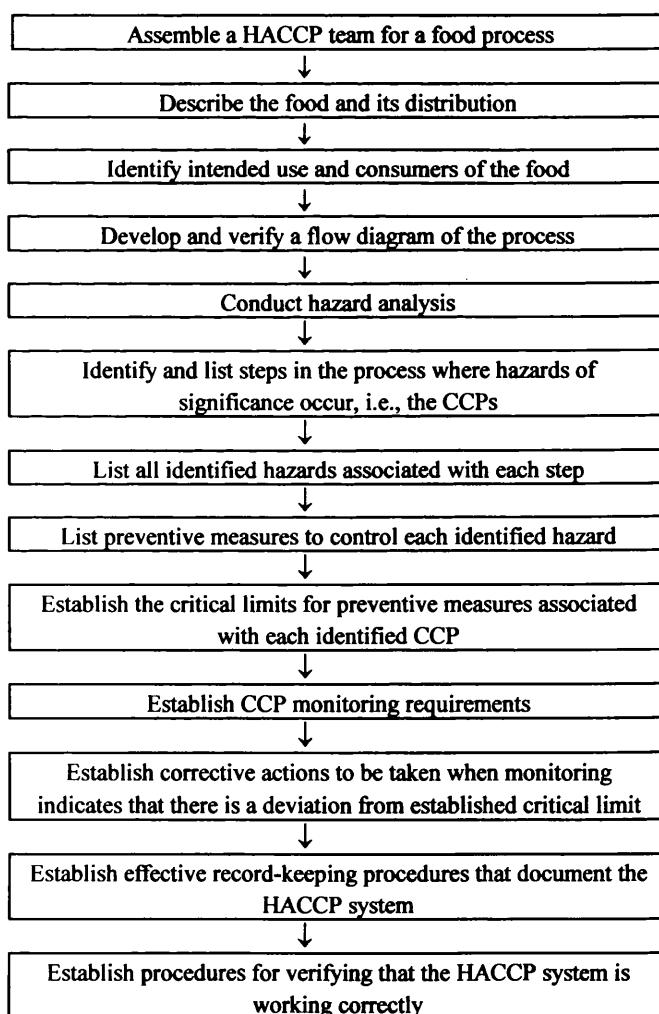 Assemble a HACCP team for a food process
↓
Describe the food and its distribution
↓
Identify intended use and consumers of the food
↓
Develop and verify a flow diagram of the process
↓
Conduct hazard analysis
↓
Identify and list steps in the process where hazards of
significance occur, i.e., the CCPs
↓
List all identified hazards associated with each step
↓
List preventive measures to control each identified hazard
↓
Establish the critical limits for preventive measures associated
with each identified CCP
↓
Establish CCP monitoring requirements
↓
Establish corrective actions to be taken when monitoring
indicates that there is a deviation from established critical limit
↓
Establish effective record-keeping procedures that document the
HACCP system
↓
Establish procedures for verifying that the HACCP system is
working correctly